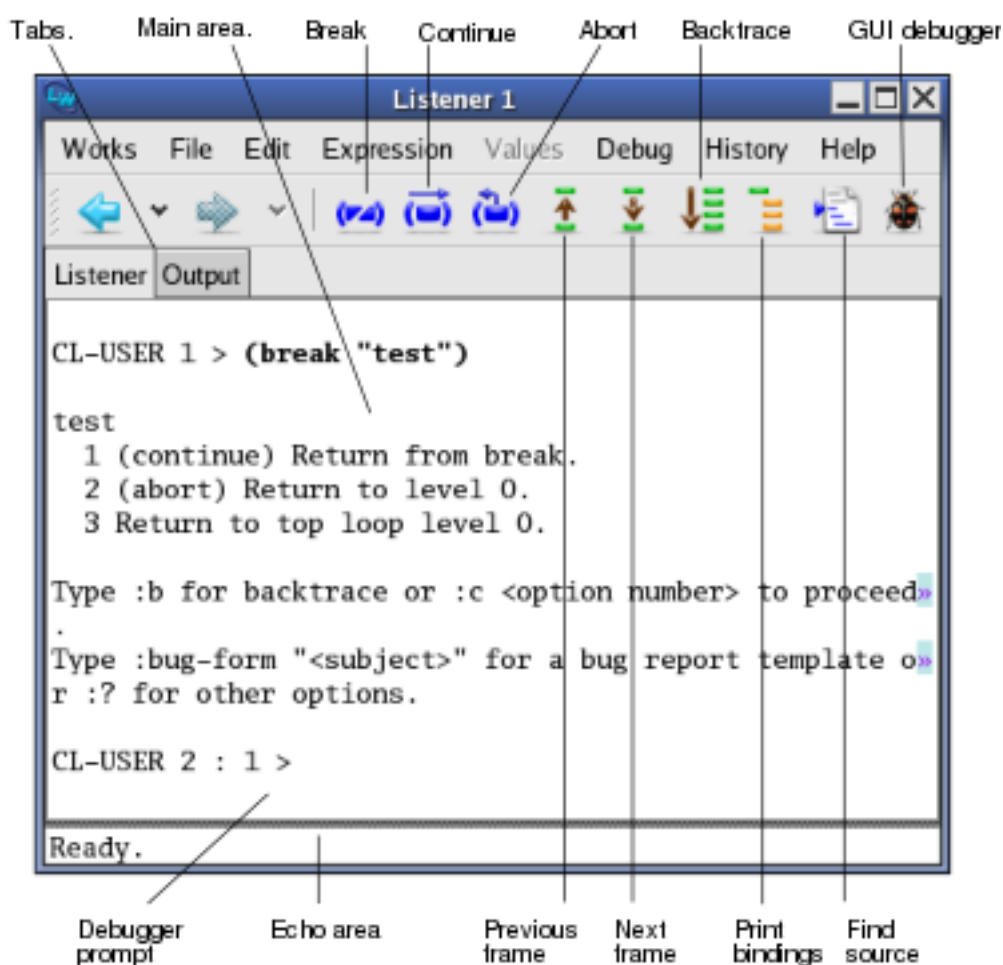 Tabs. Main area. Break Continue Abort Backtrace GUI debugger
LW Listener 1
Works File Edit Expression Values Debug History Help
Listener Output
CL-USER 1 > (break "test")
test
1 (continue) Return from break.
2 (abort) Return to level 0.
3 Return to top loop level 0.
Type :b for backtrace or :c <option number> to proceed»
.
Type :bug-form "<subject>" for a bug report template o»
r :? for other options.
CL-USER 2 : 1 >
Ready.
Debugger Echo area Previous Next Print Find
prompt frame frame bindings source